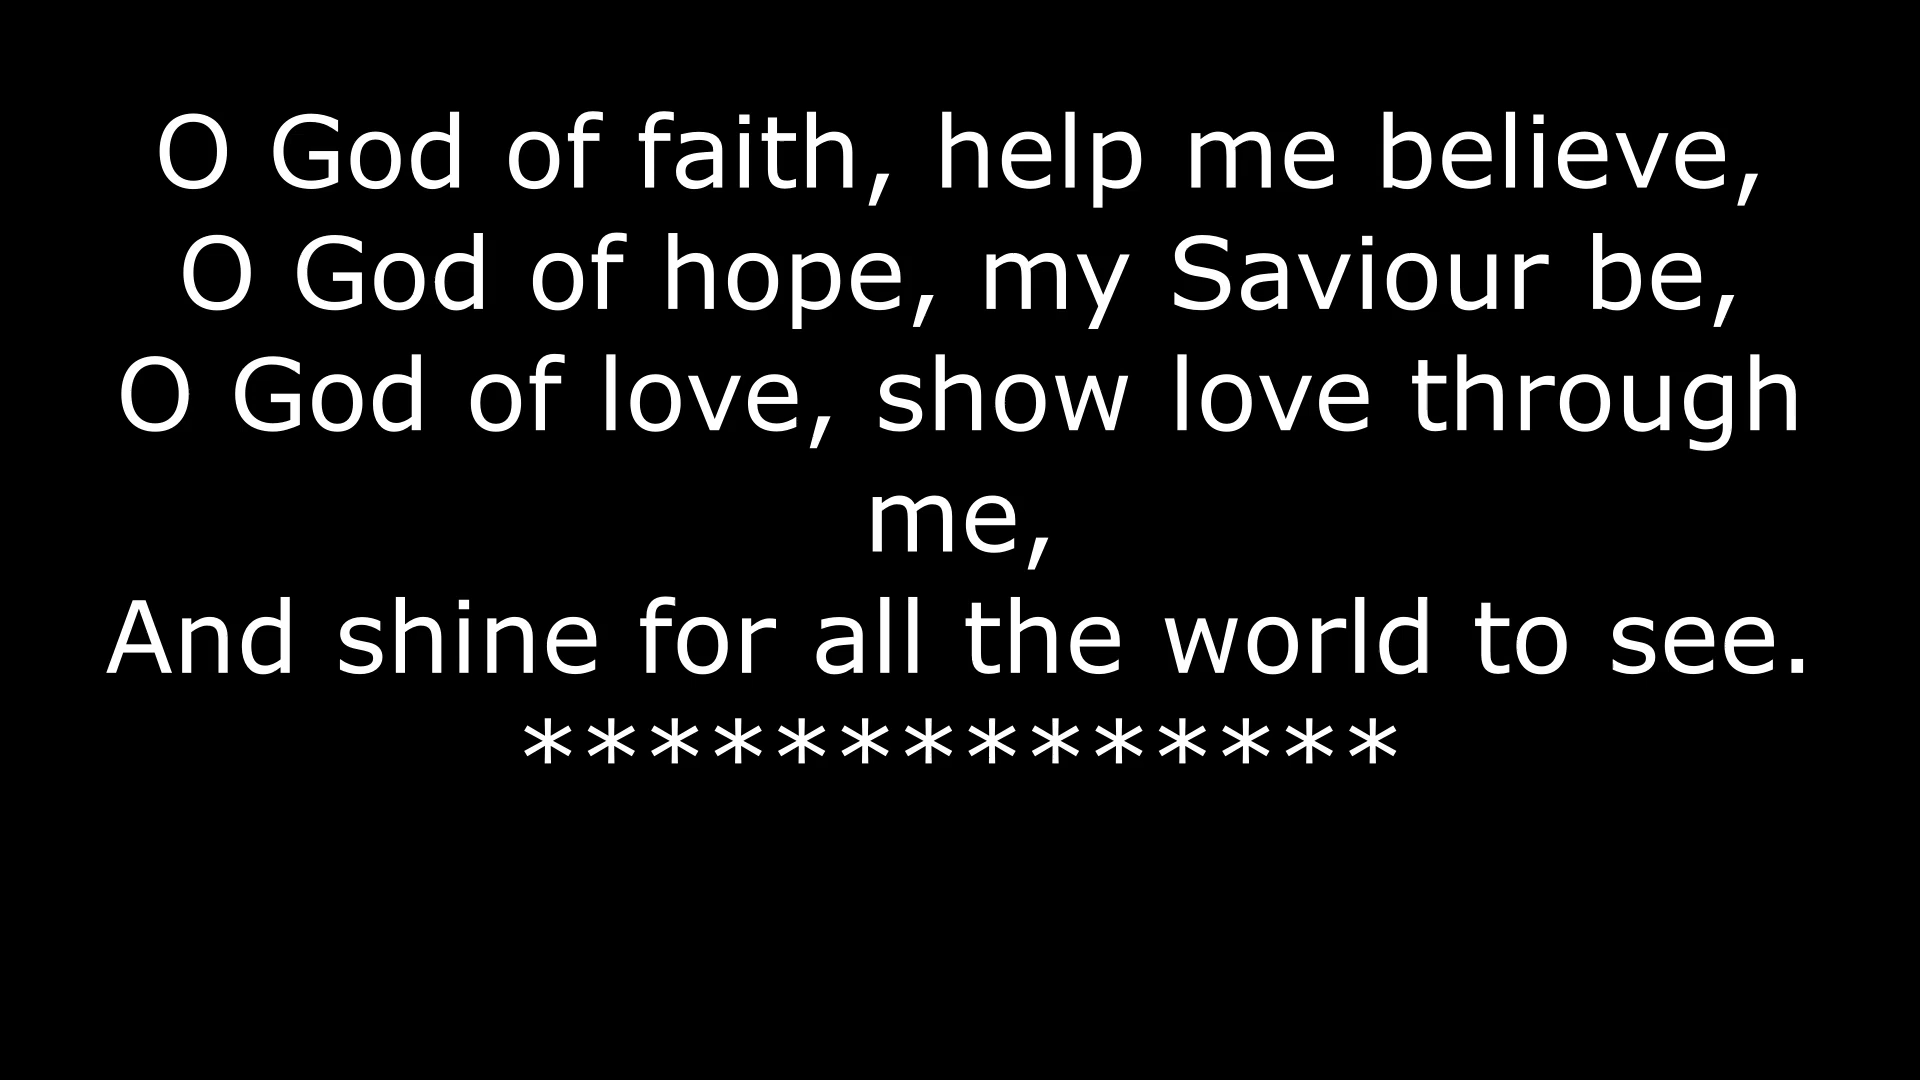 O God of faith, help me believe,
O God of hope, my Saviour be,
O God of love, show love through
me,
And shine for all the world to see.
**************